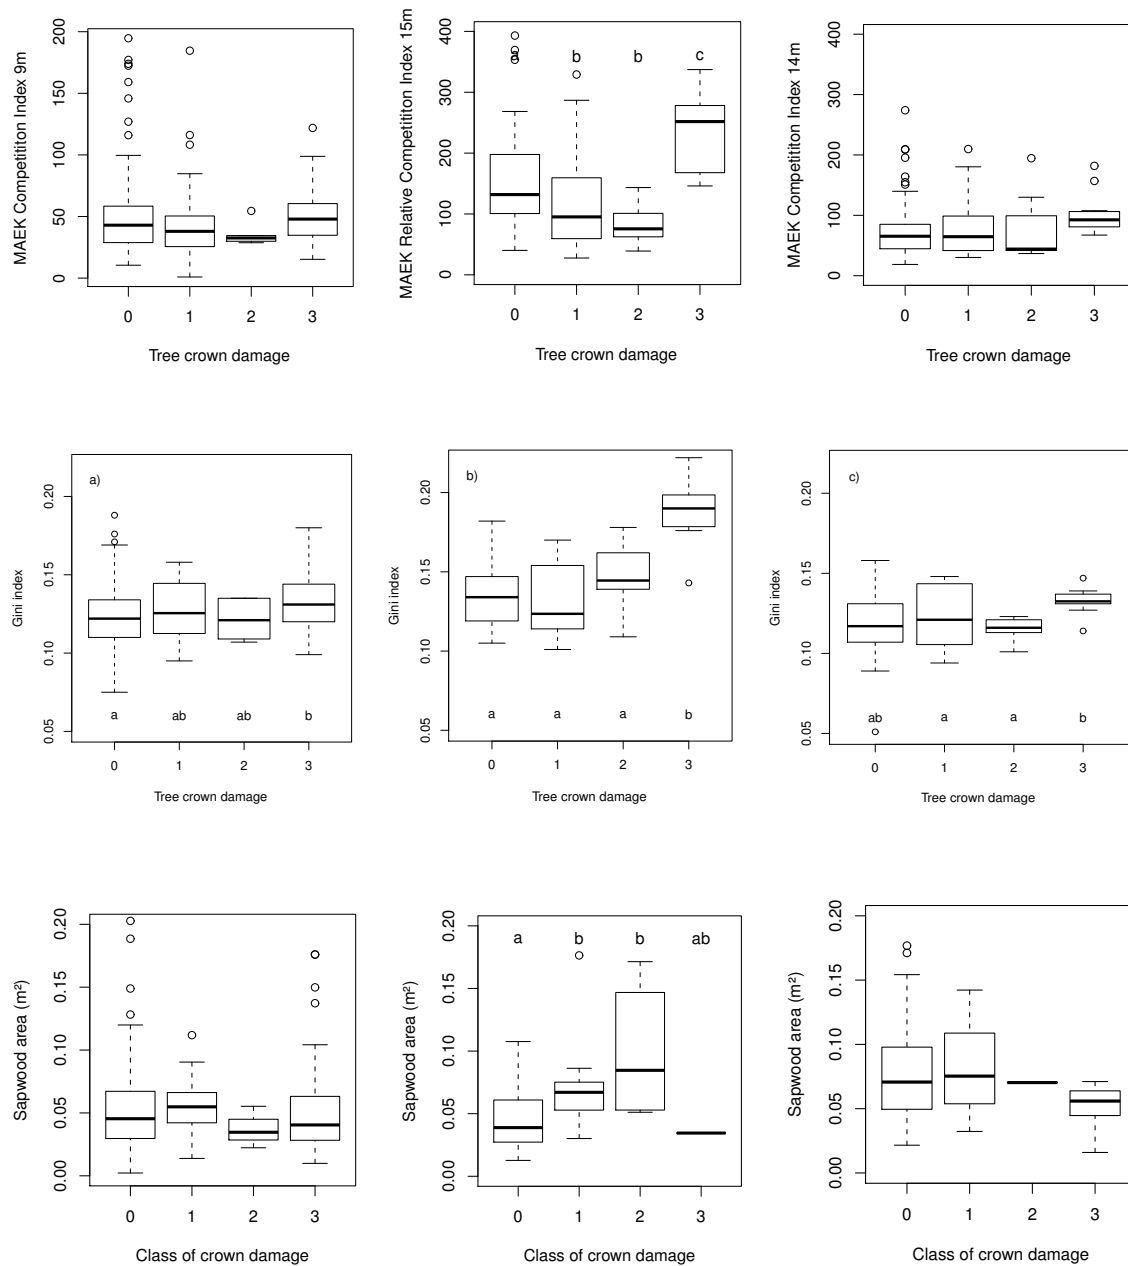 MAEK Competititon Index 9m
200
150
100
50
0
0 1 2 3
Tree crown damage
MAEK Relative Competititon Index 15m
400
300
200
100
0
a b b c
0 1 2 3
Tree crown damage
MAEK Competititon Index 14m
400
300
200
100
0
0 1 2 3
Tree crown damage
a)
Gini index
0.20
0.15
0.10
0.05
a ab ab b
0 1 2 3
Tree crown damage
b)
Gini index
0.20
0.15
0.10
0.05
a a a b
0 1 2 3
Tree crown damage
c)
Gini index
0.20
0.15
0.10
0.05
ab a a b
0 1 2 3
Tree crown damage
Sapwood area (m²)
0.20
0.15
0.10
0.05
0.00
0 1 2 3
Class of crown damage
Sapwood area (m²)
0.20
0.15
0.10
0.05
0.00
a b b ab
0 1 2 3
Class of crown damage
Sapwood area (m²)
0.20
0.15
0.10
0.05
0.00
0 1 2 3
Class of crown damage